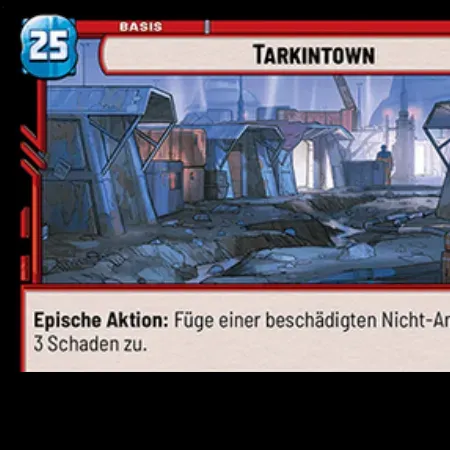 BASIS
25
TARKINTOWN
Epische Aktion: Füge einer beschädigten Nicht-
3 Schaden zu.